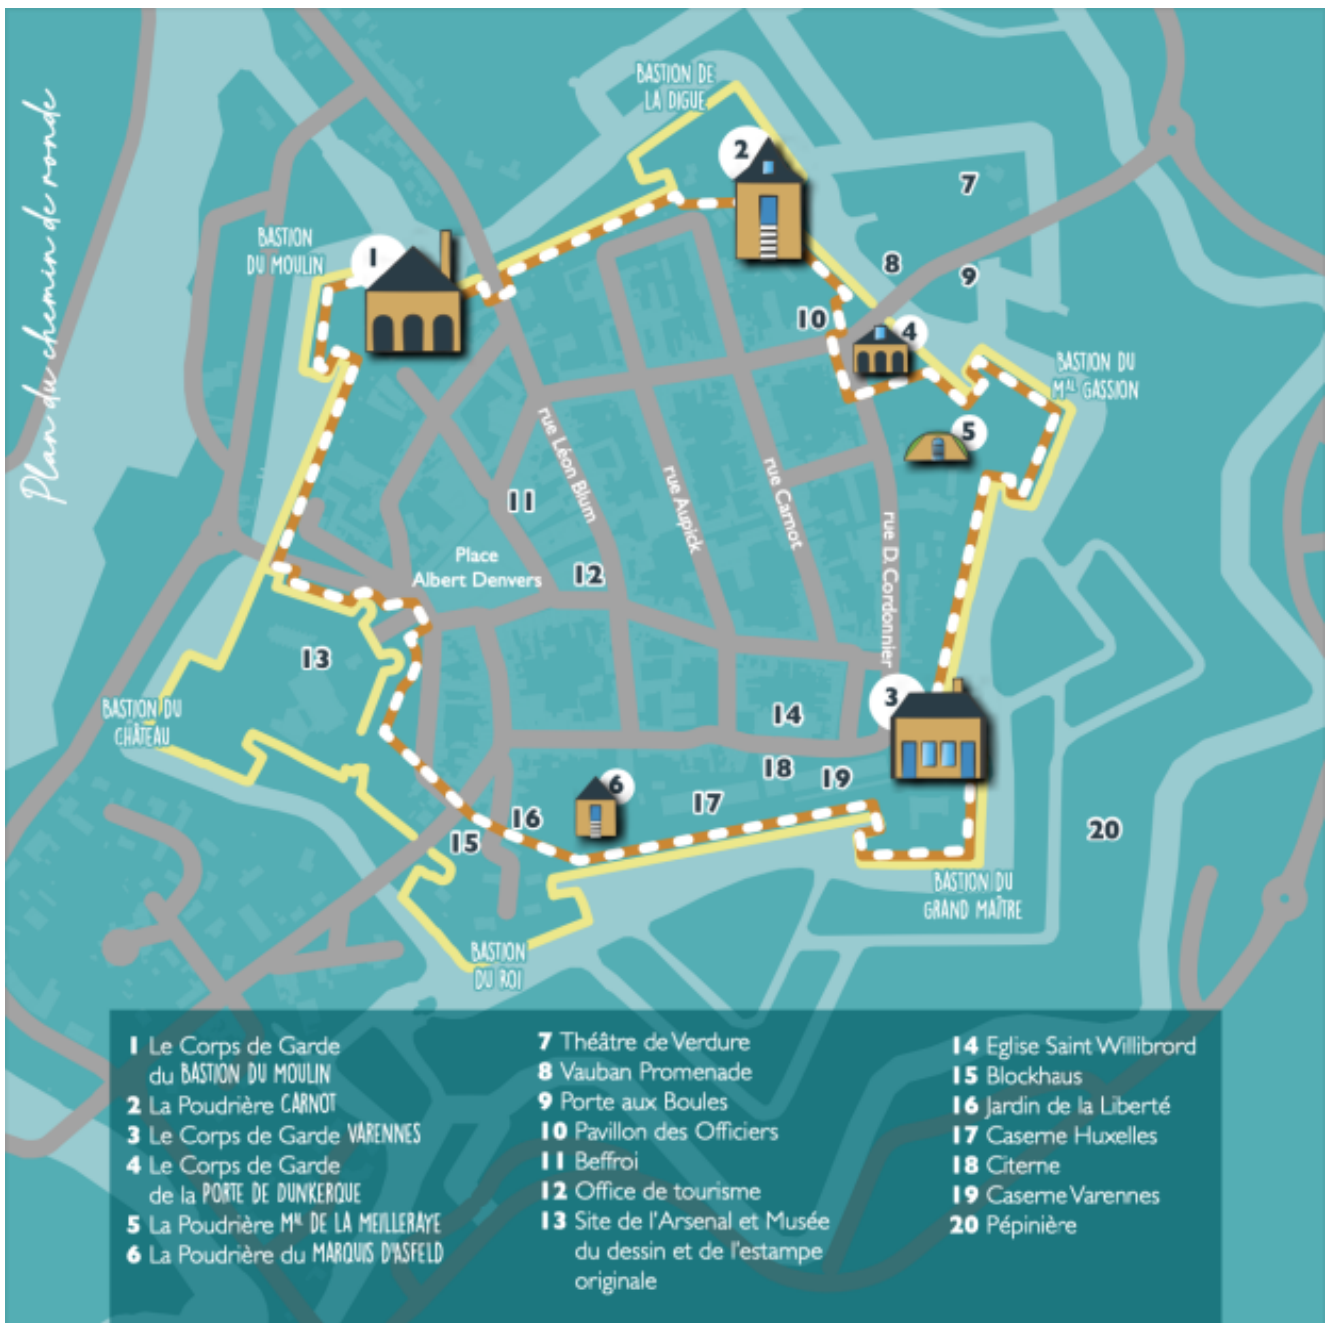 Plan du chemin de ronde
BASTION DE
LA DIGUE
2
7
BASTION
DU MOULIN
1
8
9
10
4
BASTION DU
MAL GASSION
5
rue Léon Blum
rue Aupick
rue Carnot
rue D. Cordonnier
11
Place
Albert Denvers
12
13
3
BASTION DU
CHÂTEAU
14
18
19
6
17
16
15
20
BASTION DU
GRAND MAÎTRE
BASTION
DU ROI
1 Le Corps de Garde
du BASTION DU MOULIN
2 La Poudrière CARNOT
3 Le Corps de Garde VARENNES
4 Le Corps de Garde
de la PORTE DE DUNKERQUE
5 La Poudrière MAL DE LA MEILLERAYE
6 La Poudrière du MARQUIS D'ASFELD
7 Théâtre de Verdure
8 Vauban Promenade
9 Porte aux Boules
10 Pavillon des Officiers
11 Beffroi
12 Office de tourisme
13 Site de l'Arsenal et Musée
du dessin et de l'estampe
originale
14 Eglise Saint Willibrord
15 Blockhaus
16 Jardin de la Liberté
17 Caserne Huxelles
18 Citerne
19 Caserne Varennes
20 Pépinière